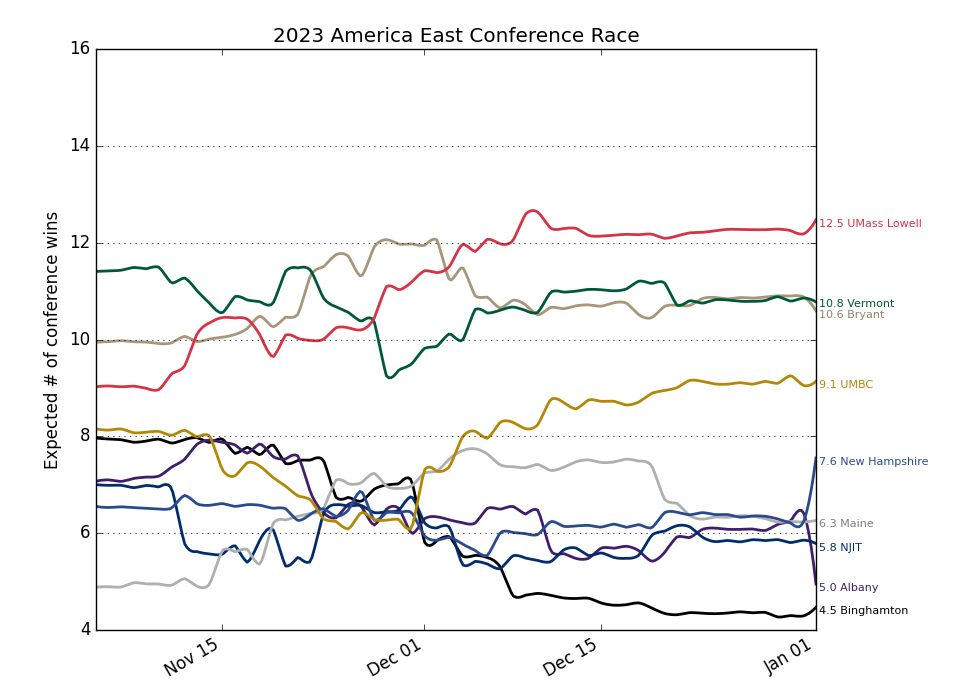 2023 America East Conference Race
Expected # of conference wins
16
14
12
10
8
6
4
Nov 15
Dec 01
Dec 15
Jan 01
12.5 UMass Lowell
10.8 Vermont
10.6 Bryant
9.1 UMBC
7.6 New Hampshire
6.3 Maine
5.8 NJIT
5.0 Albany
4.5 Binghamton